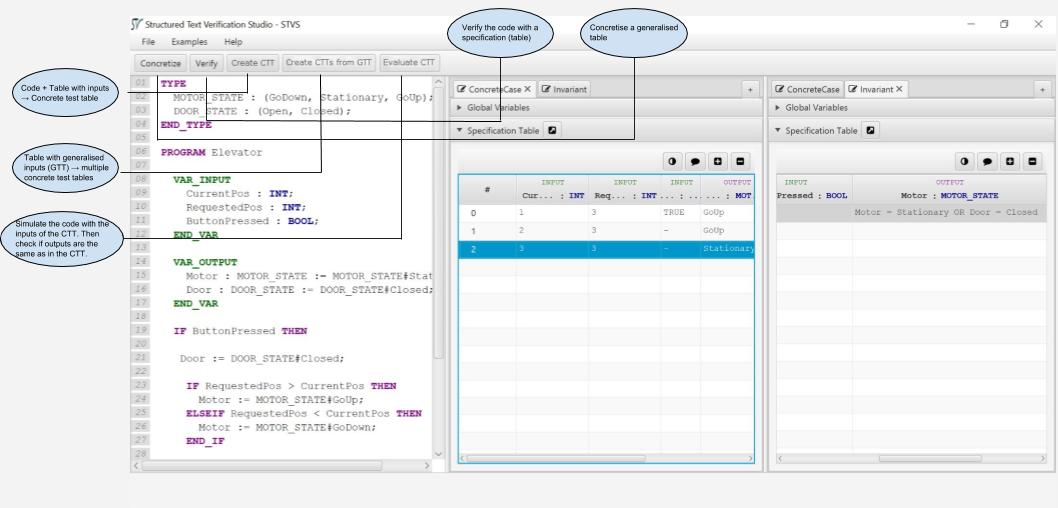 Structured Text Verification Studio - STVS
File Examples Help
Concretize Verify Create CTT Create CTTs from GTT Evaluate CTT
Verify the code with a
specification (table)
Concretise a generalised
table
Code + Table with inputs
→ Concrete test table
Table with generalised
inputs (GTT) → multiple
concrete test tables
Simulate the code with the
inputs of the CTT. Then
check if outputs are the
same as in the CTT.
01 TYPE
02 MOTOR_STATE : (GoDown, Stationary, GoUp);
03 DOOR_STATE : (Open, Closed);
04 END_TYPE
05
06 PROGRAM Elevator
07
08 VAR_INPUT
09 CurrentPos : INT;
10 RequestedPos : INT;
11 ButtonPressed : BOOL;
12 END_VAR
13
14 VAR_OUTPUT
15 Motor : MOTOR_STATE := MOTOR_STATE#Stat
16 Door : DOOR_STATE := DOOR_STATE#Closed;
17 END_VAR
18
19 IF ButtonPressed THEN
20
21 Door := DOOR_STATE#Closed;
22
23 IF RequestedPos > CurrentPos THEN
24 Motor := MOTOR_STATE#GoUp;
25 ELSEIF RequestedPos < CurrentPos THEN
26 Motor := MOTOR_STATE#GoDown;
27 END_IF
28
ConcreteCase × Invariant +
Global Variables
Specification Table
# INPUT INPUT INPUT OUTPUT
Cur... : INT Req... : INT ... : ... ... : MOT
0 1 3 TRUE GoUp
1 2 3 - GoUp
2 3 3 - Stationary
ConcreteCase Invariant × +
Global Variables
Specification Table
INPUT OUTPUT
Pressed : BOOL Motor : MOTOR_STATE
Motor = Stationary OR Door = Closed